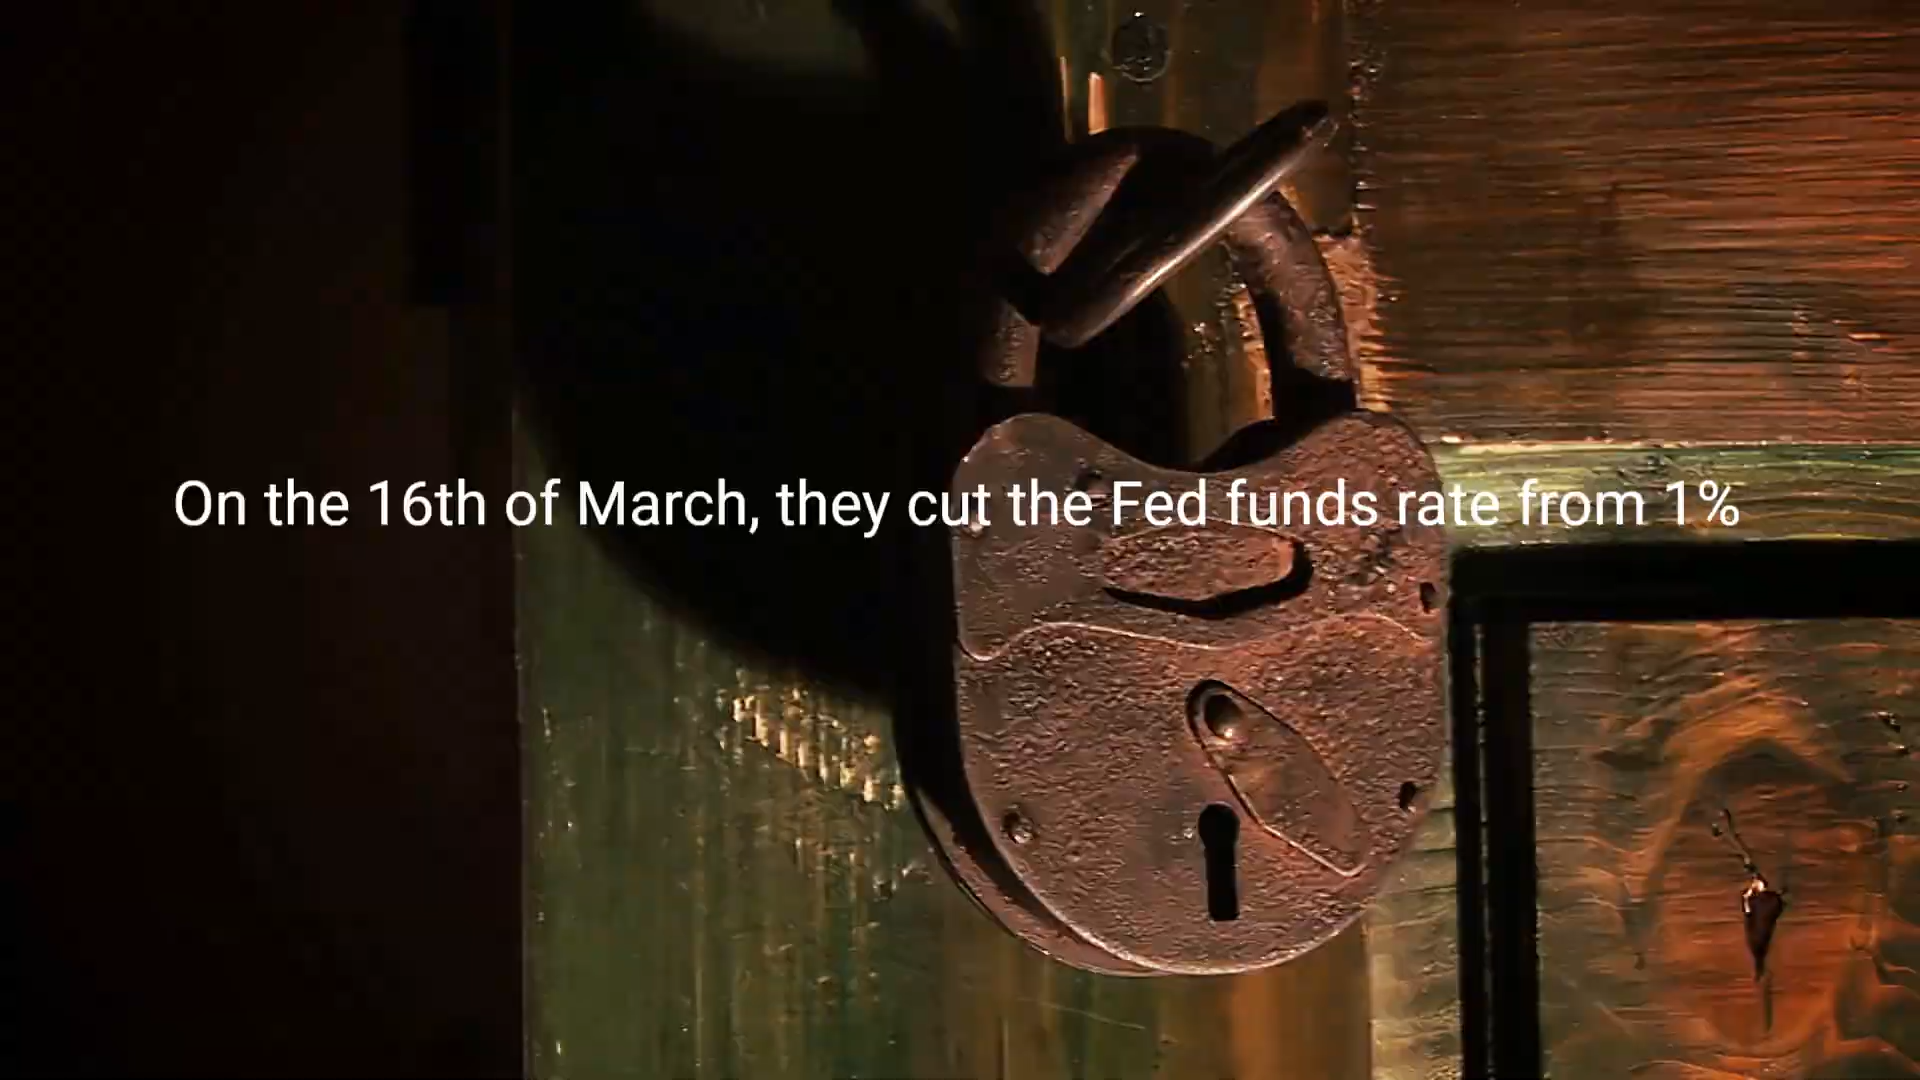 On the 16th of March, they cut the Fed funds rate from 1%